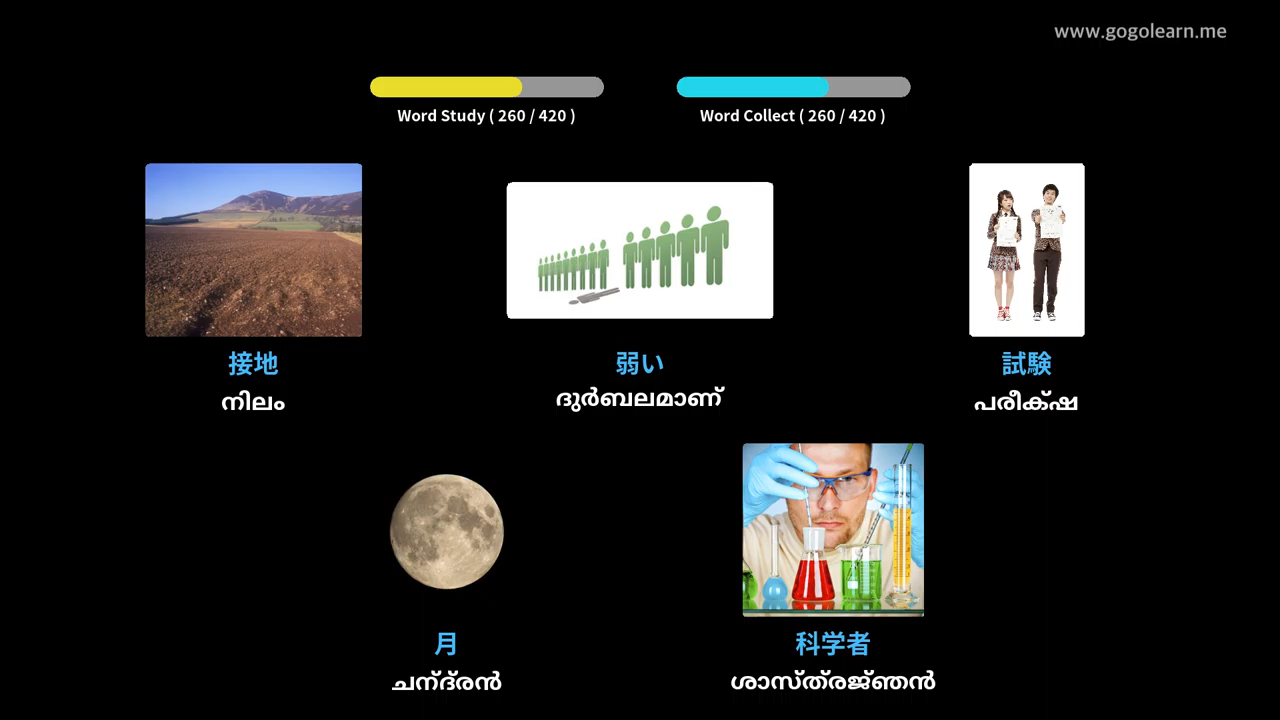 www.gogolearn.me
Word Study ( 260 / 420 )
Word Collect ( 260 / 420 )
接地
നിലം
弱い
ദുർബലമാണ്
試験
പരീക്ഷ
月
ചന്ദ്രൻ
科学者
ശാസ്ത്രജ്ഞൻ